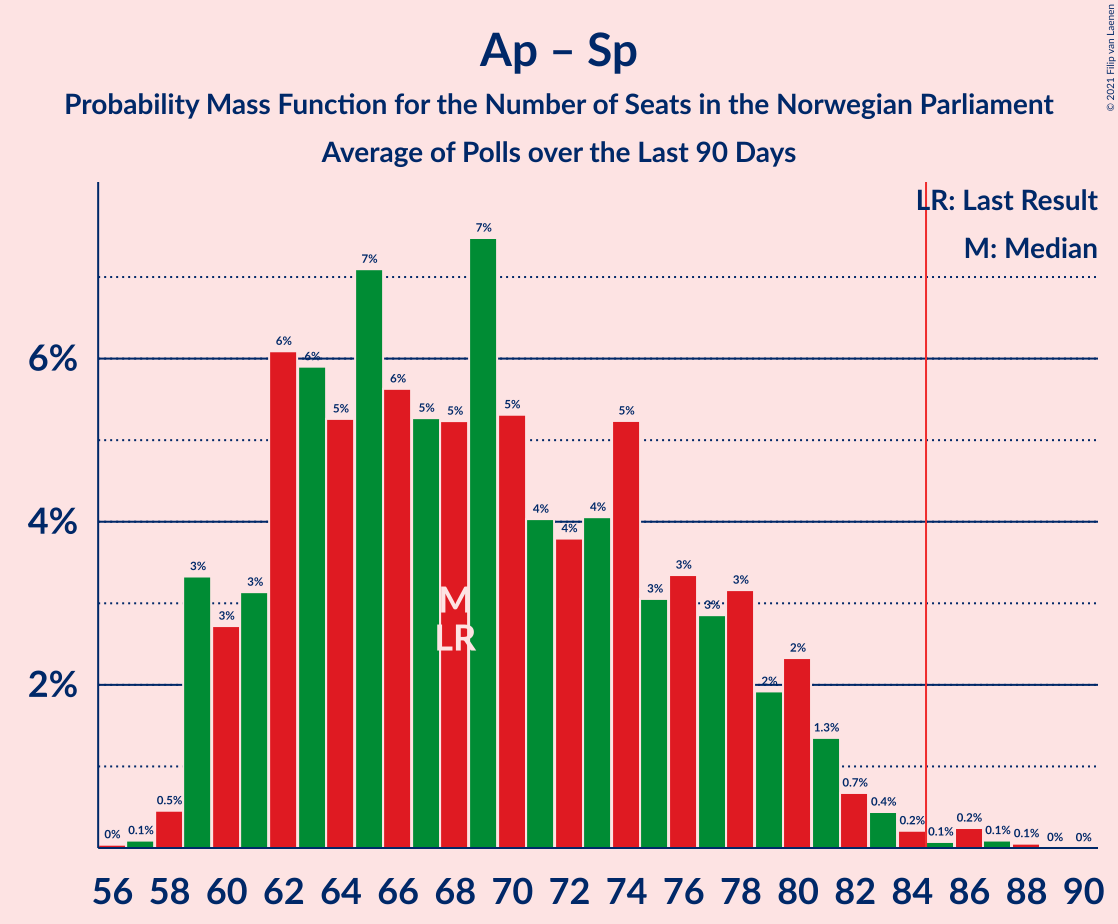 Ap – Sp
Probability Mass Function for the Number of Seats in the Norwegian Parliament
Average of Polls over the Last 90 Days
© 2021 Filip van Laenen
LR: Last Result
M: Median
6%
4%
2%
0% 0.1% 0.5% 3% 3% 3% 6% 6% 5% 7% 6% 5% 5% 7% 5% 4% 4% 4% 5% 3% 3% 3% 3% 2% 2% 1.3% 0.7% 0.4% 0.2% 0.1% 0.2% 0.1% 0.1% 0% 0%
M
LR
56 58 60 62 64 66 68 70 72 74 76 78 80 82 84 86 88 90